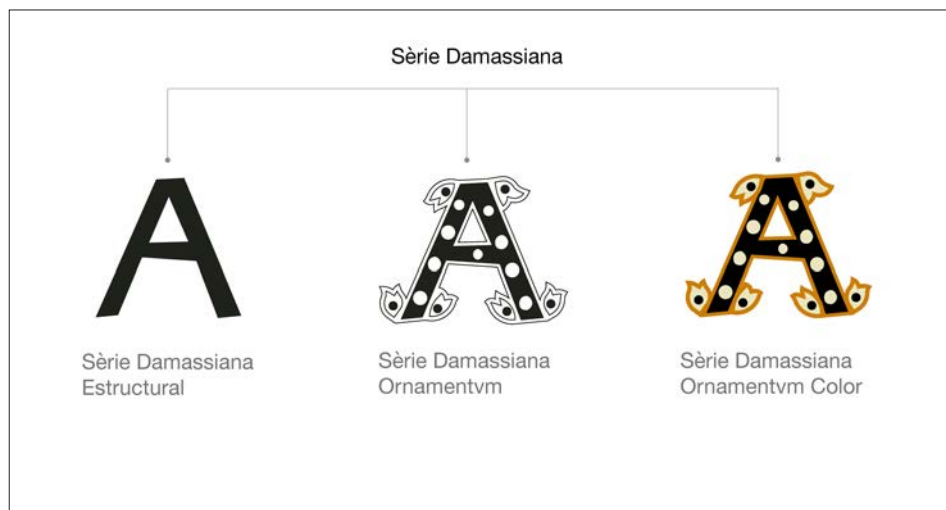 Sèrie Damassiana
A
A
A
Sèrie Damassiana
Estructural
Sèrie Damassiana
Ornamentvm
Sèrie Damassiana
Ornamentvm Color